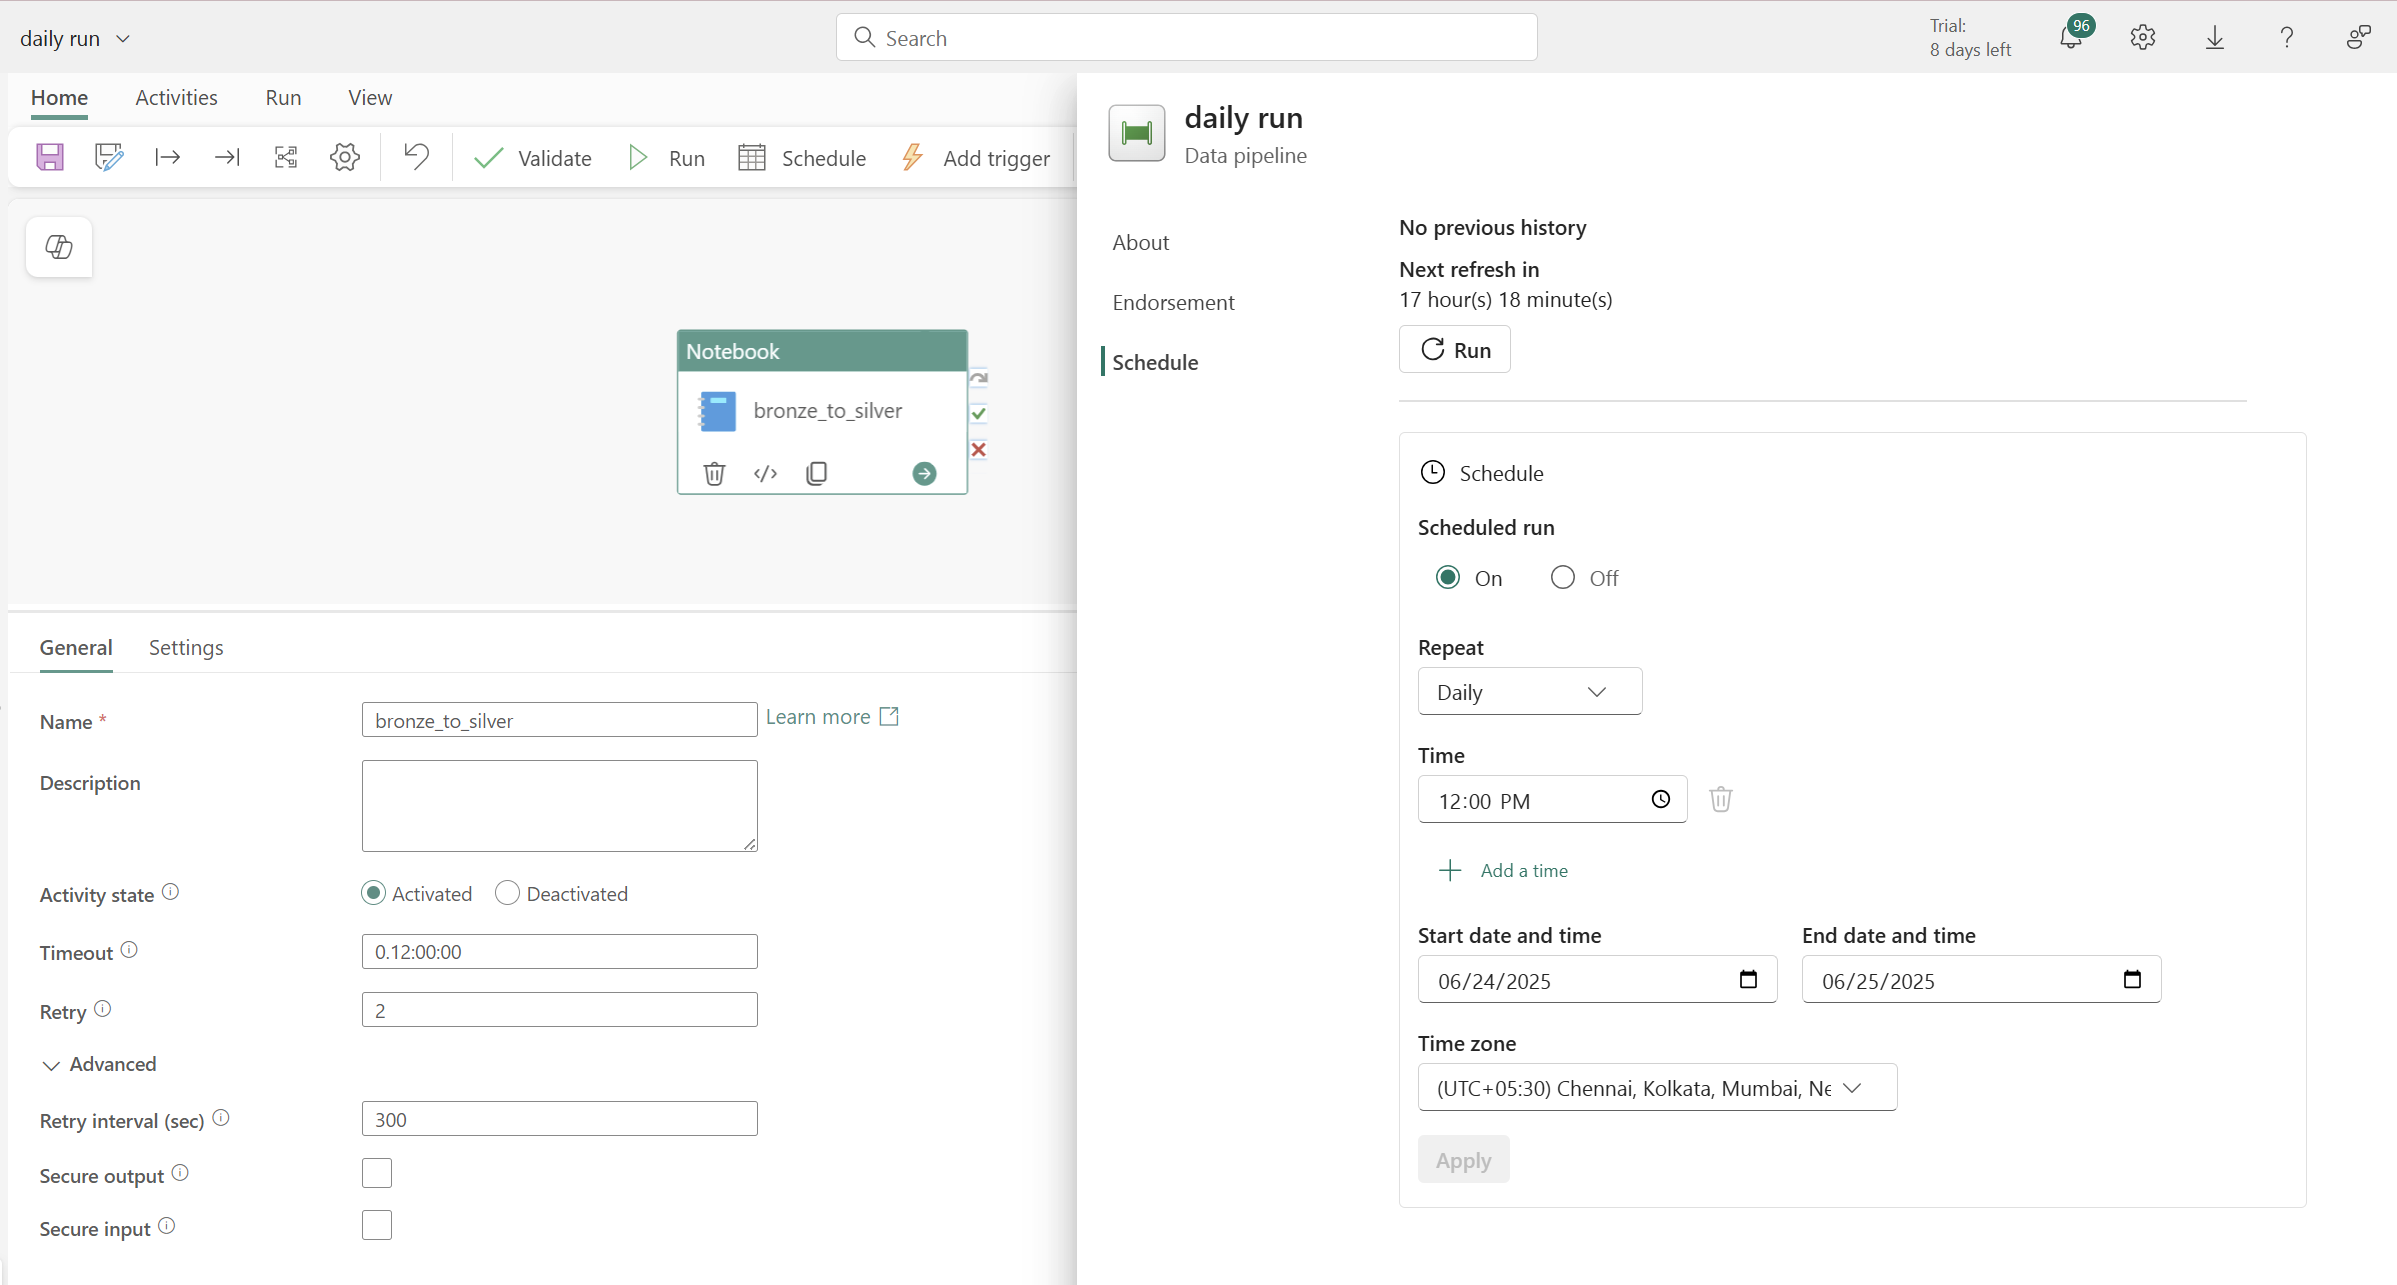 daily run
Search
Trial:
8 days left
96
Home Activities Run View
Validate Run Schedule Add trigger
Notebook
bronze_to_silver
General Settings
Name *
bronze_to_silver
Learn more
Description
Activity state
Activated Deactivated
Timeout
0.12:00:00
Retry
2
Advanced
Retry interval (sec)
300
Secure output
Secure input
daily run
Data pipeline
About
Endorsement
Schedule
No previous history
Next refresh in
17 hour(s) 18 minute(s)
Run
Schedule
Scheduled run
On Off
Repeat
Daily
Time
12:00 PM
Add a time
Start date and time End date and time
06/24/2025 06/25/2025
Time zone
(UTC+05:30) Chennai, Kolkata, Mumbai, Ne
Apply